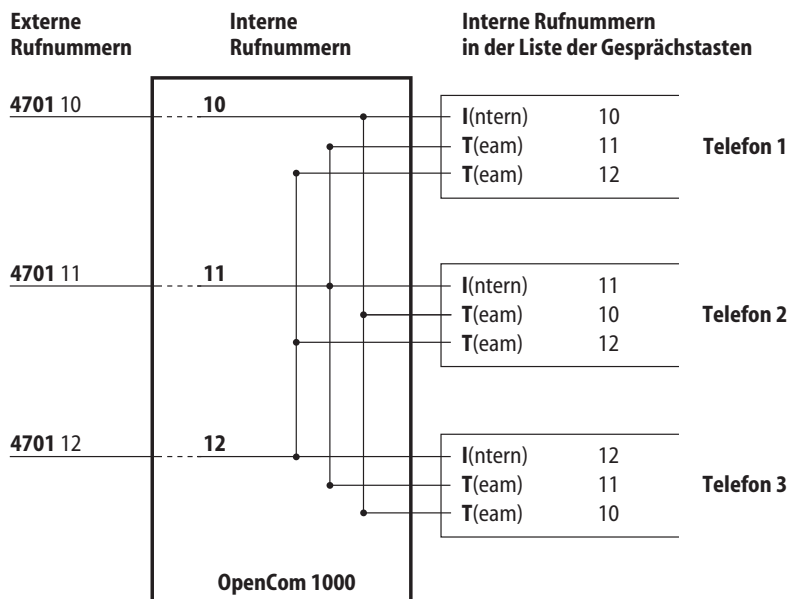 Externe Rufnummern
Interne Rufnummern
Interne Rufnummern in der Liste der Gesprächstasten
4701 10
10
I(ntern) 10
T(eam) 11
T(eam) 12
Telefon 1
4701 11
11
I(ntern) 11
T(eam) 10
T(eam) 12
Telefon 2
4701 12
12
I(ntern) 12
T(eam) 11
T(eam) 10
Telefon 3
OpenCom 1000